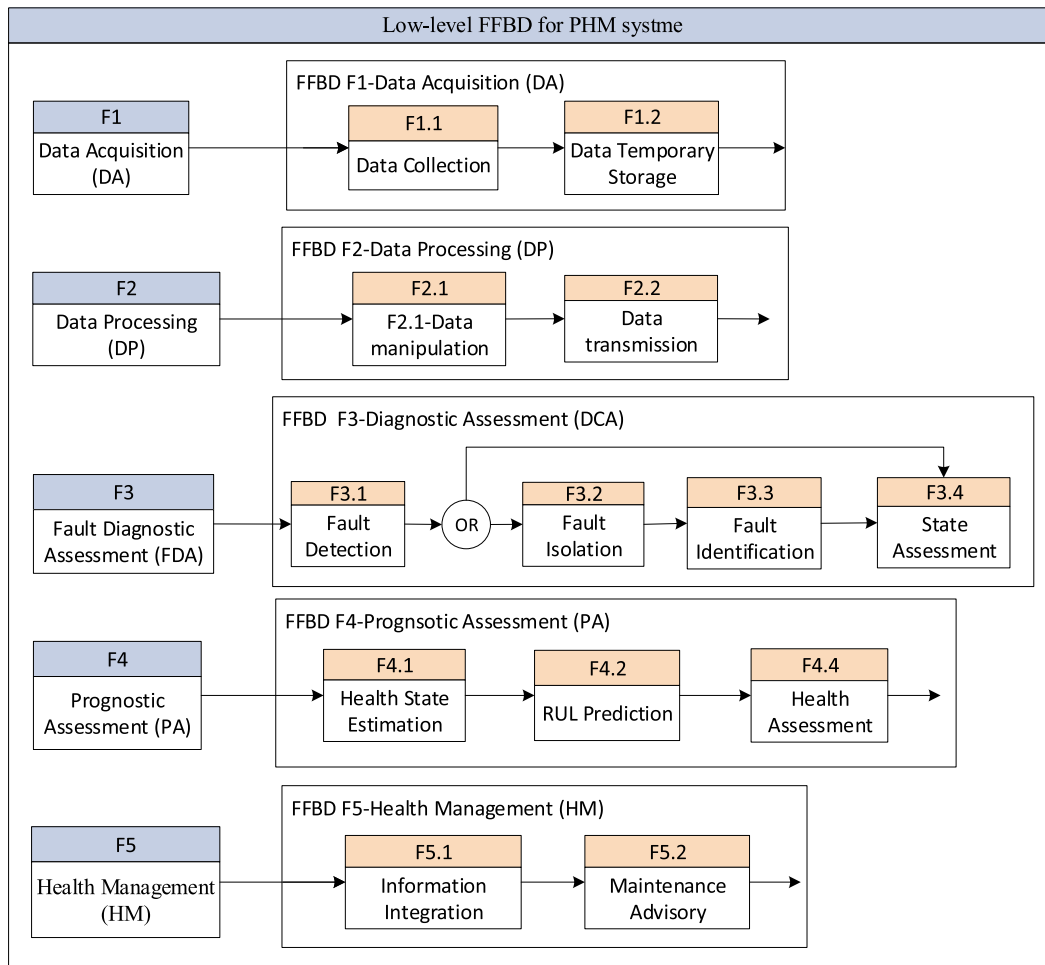 Low-level FFBD for PHM systme
FFBD F1-Data Acquisition (DA)
F1
Data Acquisition
(DA)
F1.1
Data Collection
F1.2
Data Temporary
Storage
FFBD F2-Data Processing (DP)
F2
Data Processing
(DP)
F2.1
F2.1-Data
manipulation
F2.2
Data
transmission
FFBD F3-Diagnostic Assessment (DCA)
F3
Fault Diagnostic
Assessment (FDA)
F3.1
Fault
Detection
OR
F3.2
Fault
Isolation
F3.3
Fault
Identification
F3.4
State
Assessment
FFBD F4-Prognsotic Assessment (PA)
F4
Prognostic
Assessment (PA)
F4.1
Health State
Estimation
F4.2
RUL Prediction
F4.4
Health
Assessment
FFBD F5-Health Management (HM)
F5
Health Management
(HM)
F5.1
Information
Integration
F5.2
Maintenance
Advisory